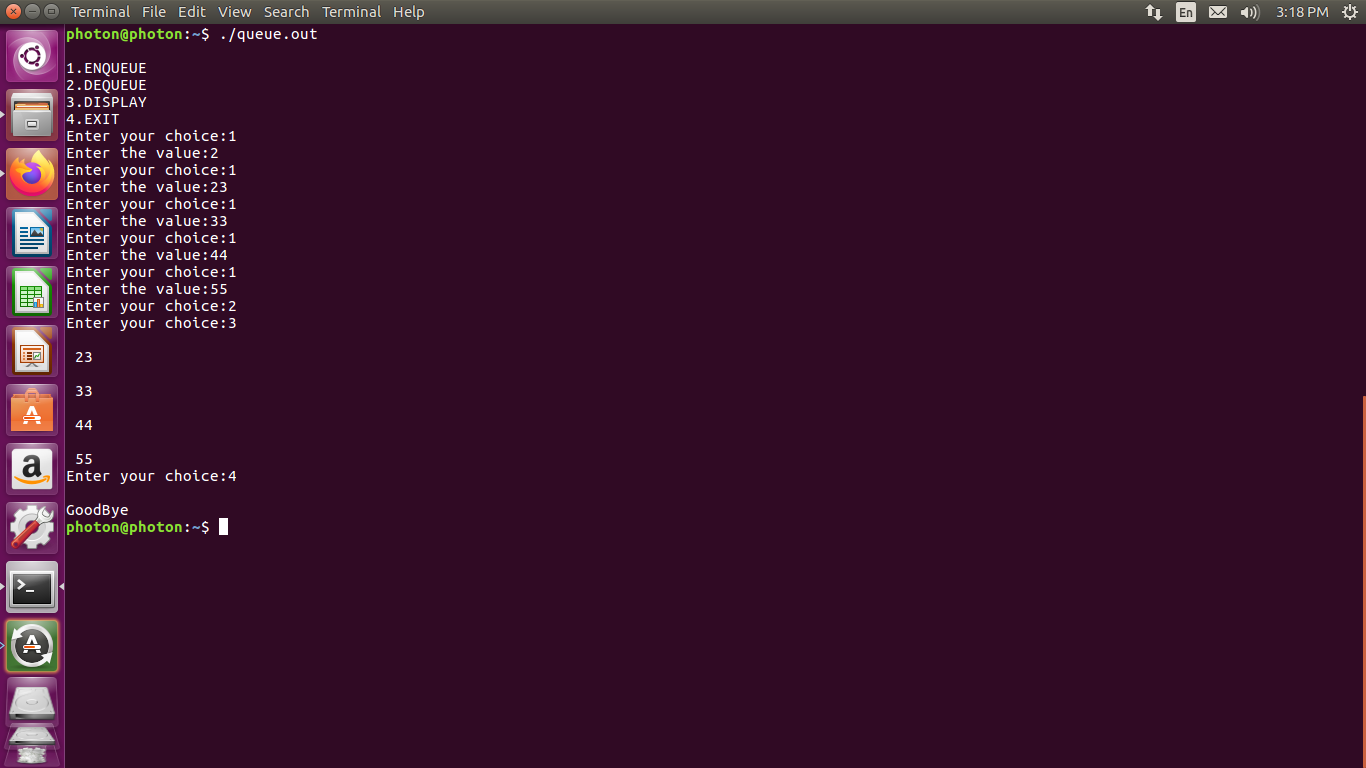 Terminal File Edit View Search Terminal Help En 3:18 PM
photon@photon:~$ ./queue.out
1.ENQUEUE
2.DEQUEUE
3.DISPLAY
4.EXIT
Enter your choice:1
Enter the value:2
Enter your choice:1
Enter the value:23
Enter your choice:1
Enter the value:33
Enter your choice:1
Enter the value:44
Enter your choice:1
Enter the value:55
Enter your choice:2
Enter your choice:3
23
33
44
55
Enter your choice:4
GoodBye
photon@photon:~$